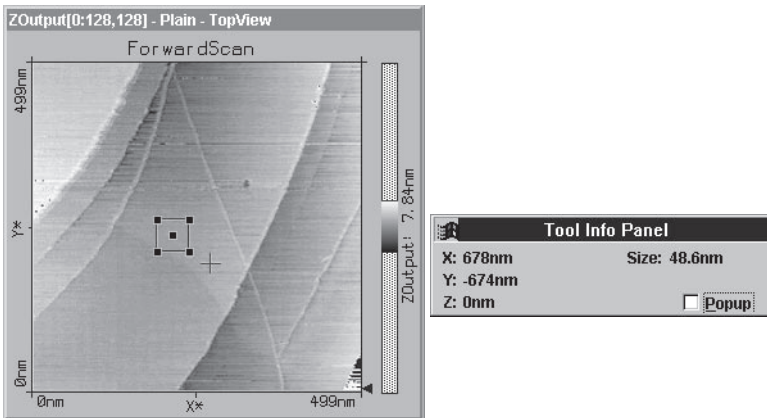 ZOutput[0:128,128] - Plain - TopView
ForwardScan
499nm
Y*
0nm
0nm
X*
499nm
ZOutput: 7.84nm
Tool Info Panel
X: 678nm Size: 48.6nm
Y: -674nm
Z: 0nm Popup